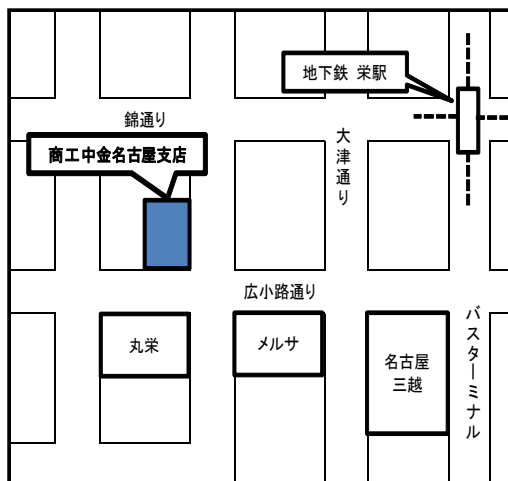 地下鉄 栄駅
錦通り
大津通り
商工中金名古屋支店
広小路通り
丸栄
メルサ
名古屋
三越
バスターミナル